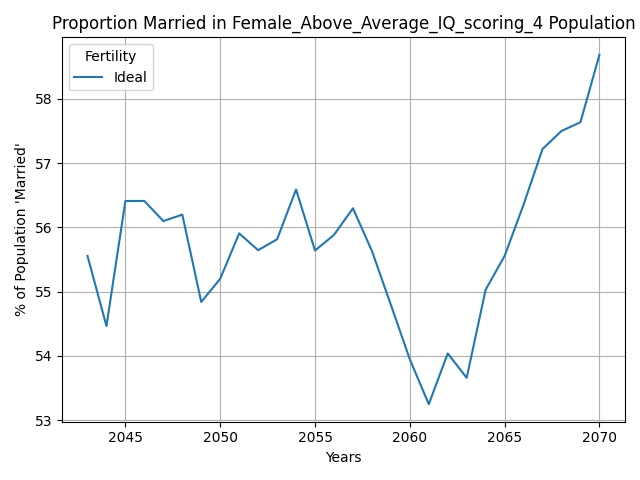 Proportion Married in Female_Above_Average_IQ_scoring_4 Population
Fertility
Ideal
% of Population 'Married'
58
57
56
55
54
53
2045 2050 2055 2060 2065 2070
Years